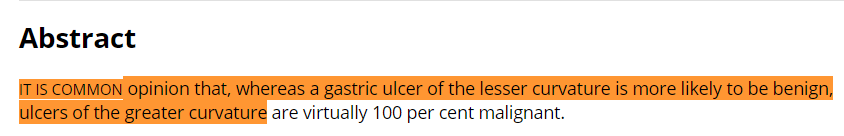 Abstract
IT IS COMMON opinion that, whereas a gastric ulcer of the lesser curvature is more likely to be benign,
ulcers of the greater curvature are virtually 100 per cent malignant.